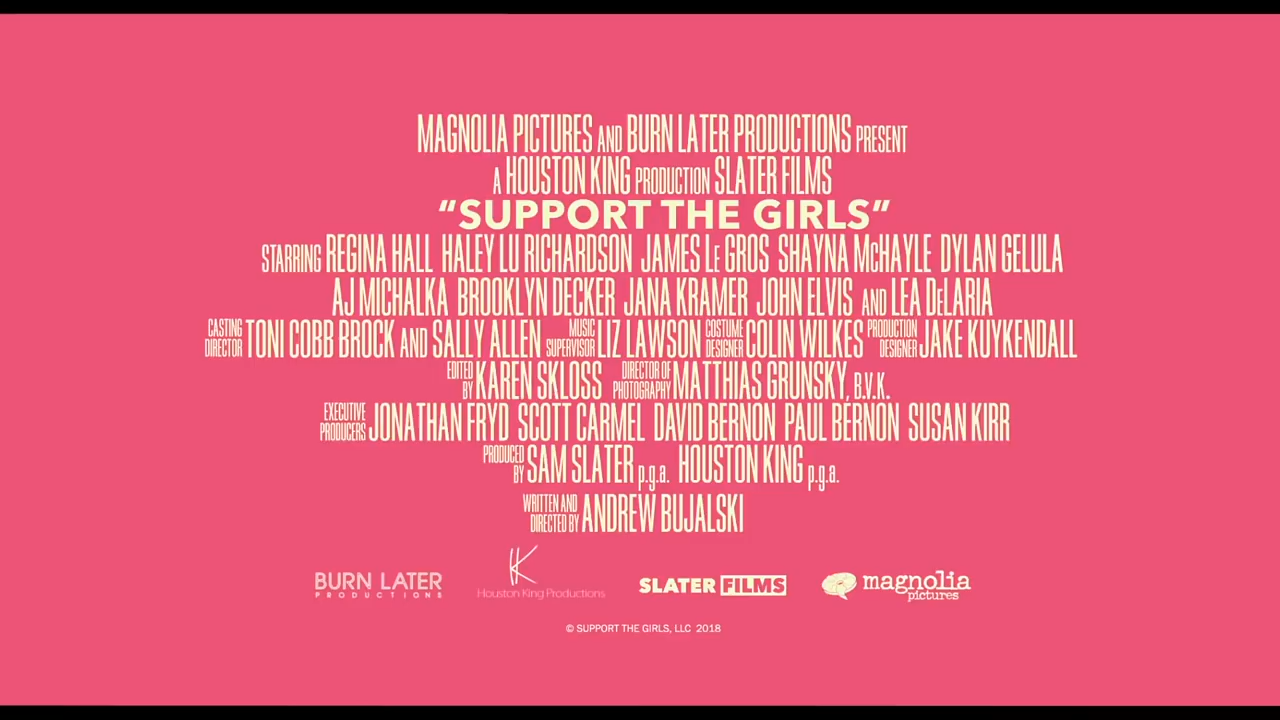 MAGNOLIA PICTURES AND BURN LATER PRODUCTIONS PRESENT
A HOUSTON KING PRODUCTION SLATER FILMS
“SUPPORT THE GIRLS”
STARRING REGINA HALL HALEY LU RICHARDSON JAMES LE GROS SHAYNA McHAYLE DYLAN GELULA
AJ MICHALKA BROOKLYN DECKER JANA KRAMER JOHN ELVIS AND LEA DeLARIA
CASTING DIRECTOR TONI COBB BROCK AND SALLY ALLEN MUSIC SUPERVISOR LIZ LAWSON COSTUME DESIGNER COLIN WILKES PRODUCTION DESIGNER JAKE KUYKENDALL
EDITED BY KAREN SKLOSS DIRECTOR OF PHOTOGRAPHY MATTHIAS GRUNSKY, B.V.K.
EXECUTIVE PRODUCERS JONATHAN FRYD SCOTT CARMEL DAVID BERNON PAUL BERNON SUSAN KIRR
PRODUCED BY SAM SLATER p.g.a. HOUSTON KING p.g.a.
WRITTEN AND DIRECTED BY ANDREW BUJALSKI
BURN LATER PRODUCTIONS
HK Houston King Productions
SLATER FILMS
magnolia pictures
© SUPPORT THE GIRLS, LLC 2018